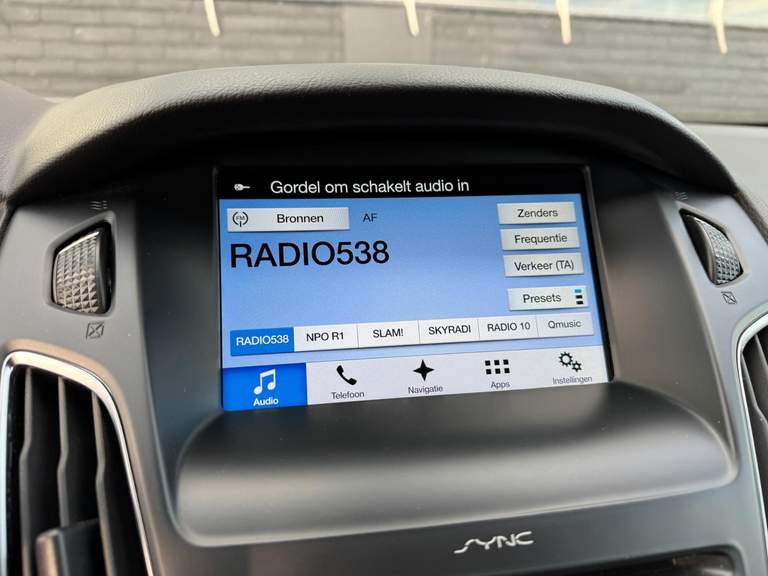 Gordel om schakelt audio in
FM
Bronnen
AF
Zenders
RADIO538
Frequentie
Verkeer (TA)
Presets
RADIO538 NPO R1 SLAM! SKYRADI RADIO 10 Qmusic
Audio Telefoon Navigatie Apps Instellingen
SYNC